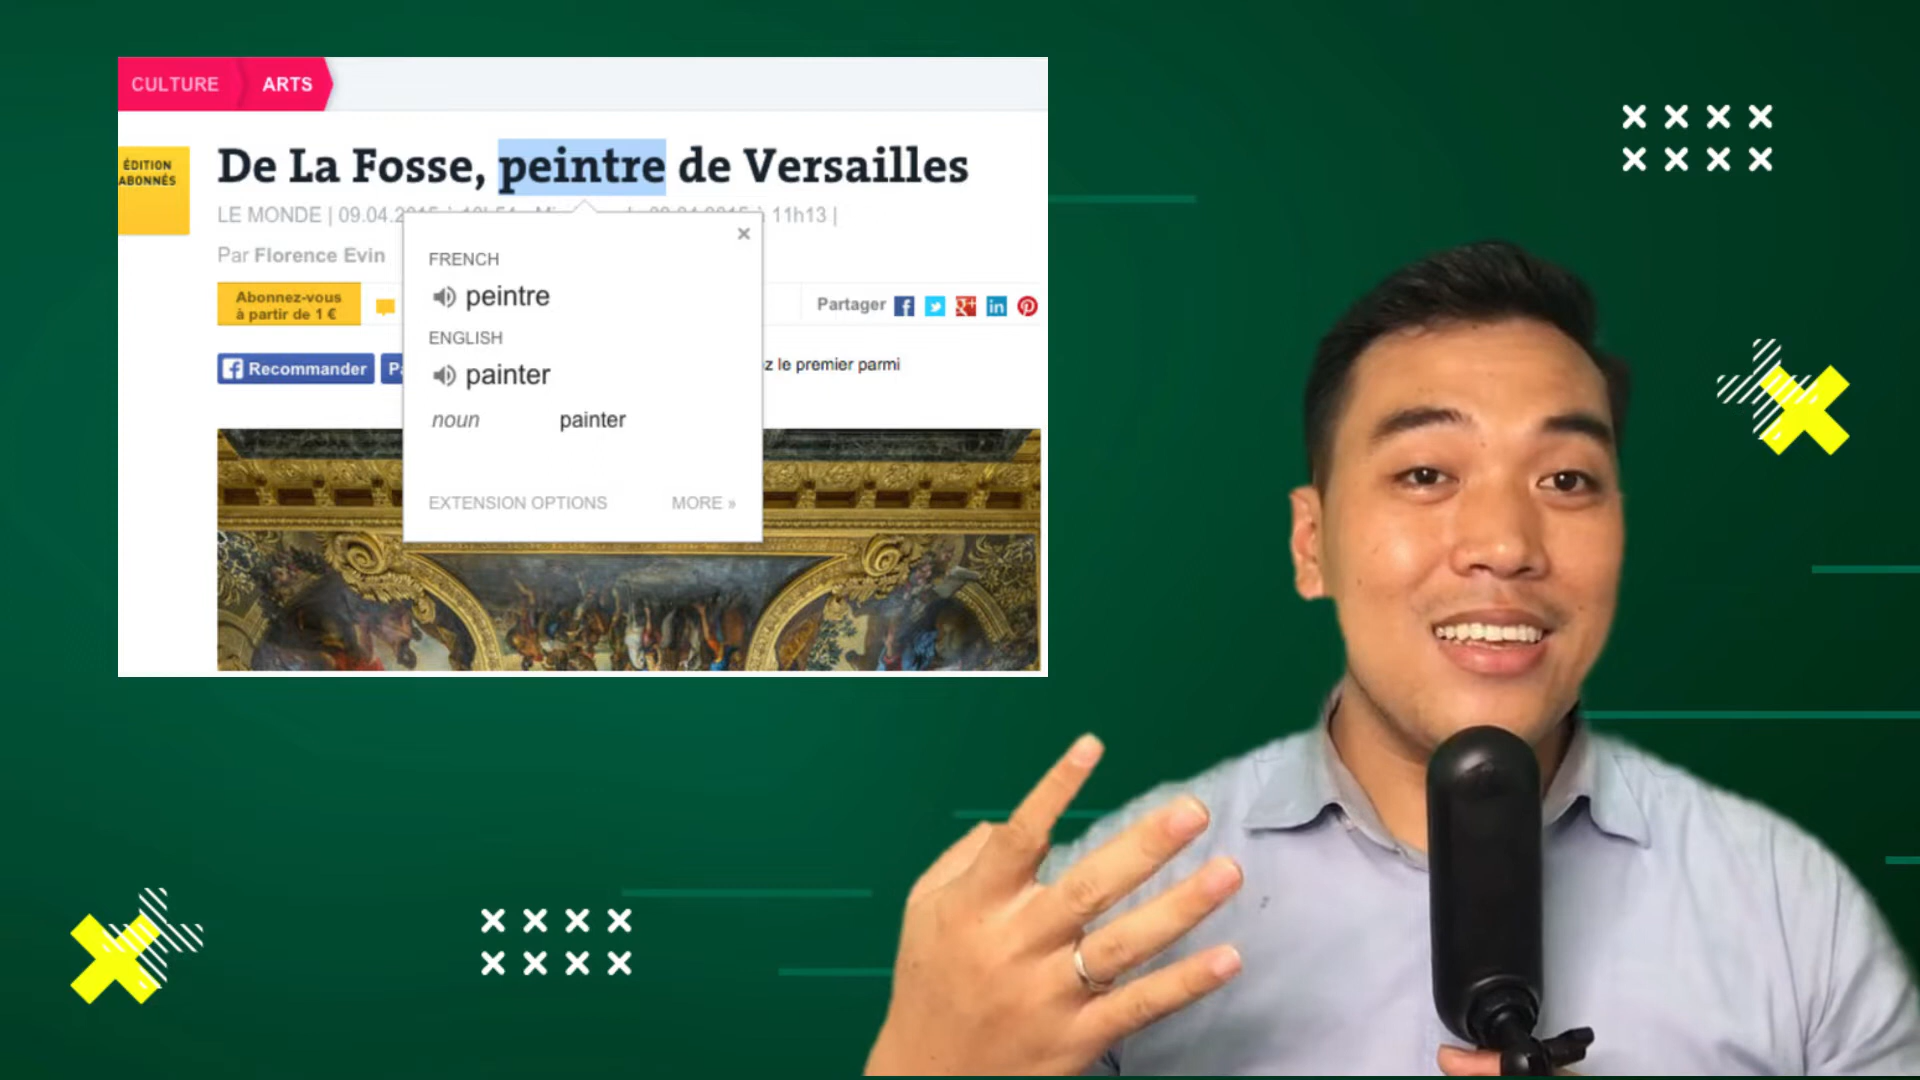 CULTURE ARTS
ÉDITION
ABONNÉS
De La Fosse, peintre de Versailles
LE MONDE | 09.04. à 11h13 |
Par Florence Evin
Abonnez-vous
à partir de 1 €
Partager
Recommander
z le premier parmi
FRENCH
peintre
ENGLISH
painter
noun painter
EXTENSION OPTIONS MORE »